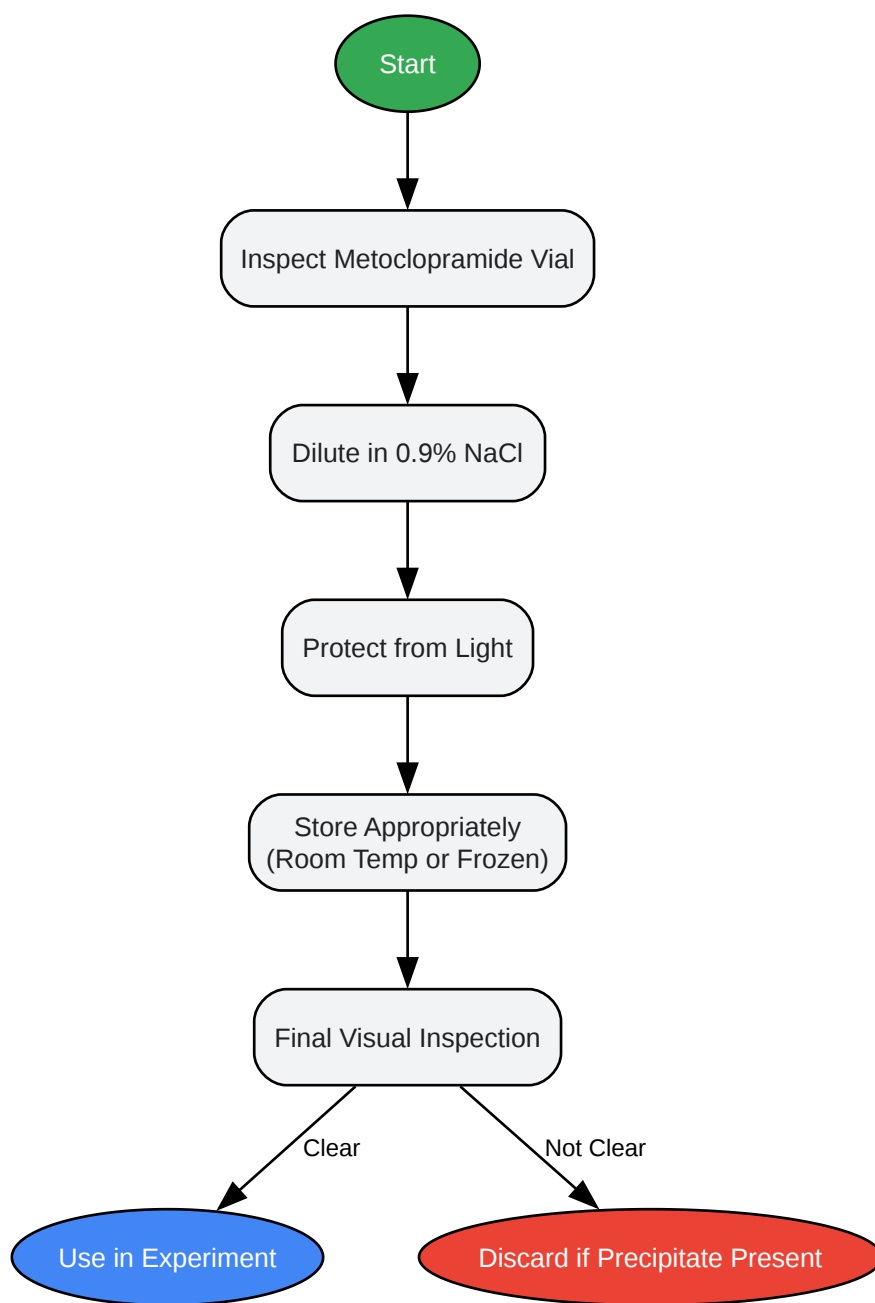 Start
Inspect Metoclopramide Vial
Dilute in 0.9% NaCl
Protect from Light
Store Appropriately
(Room Temp or Frozen)
Final Visual Inspection
Clear
Not Clear
Use in Experiment
Discard if Precipitate Present